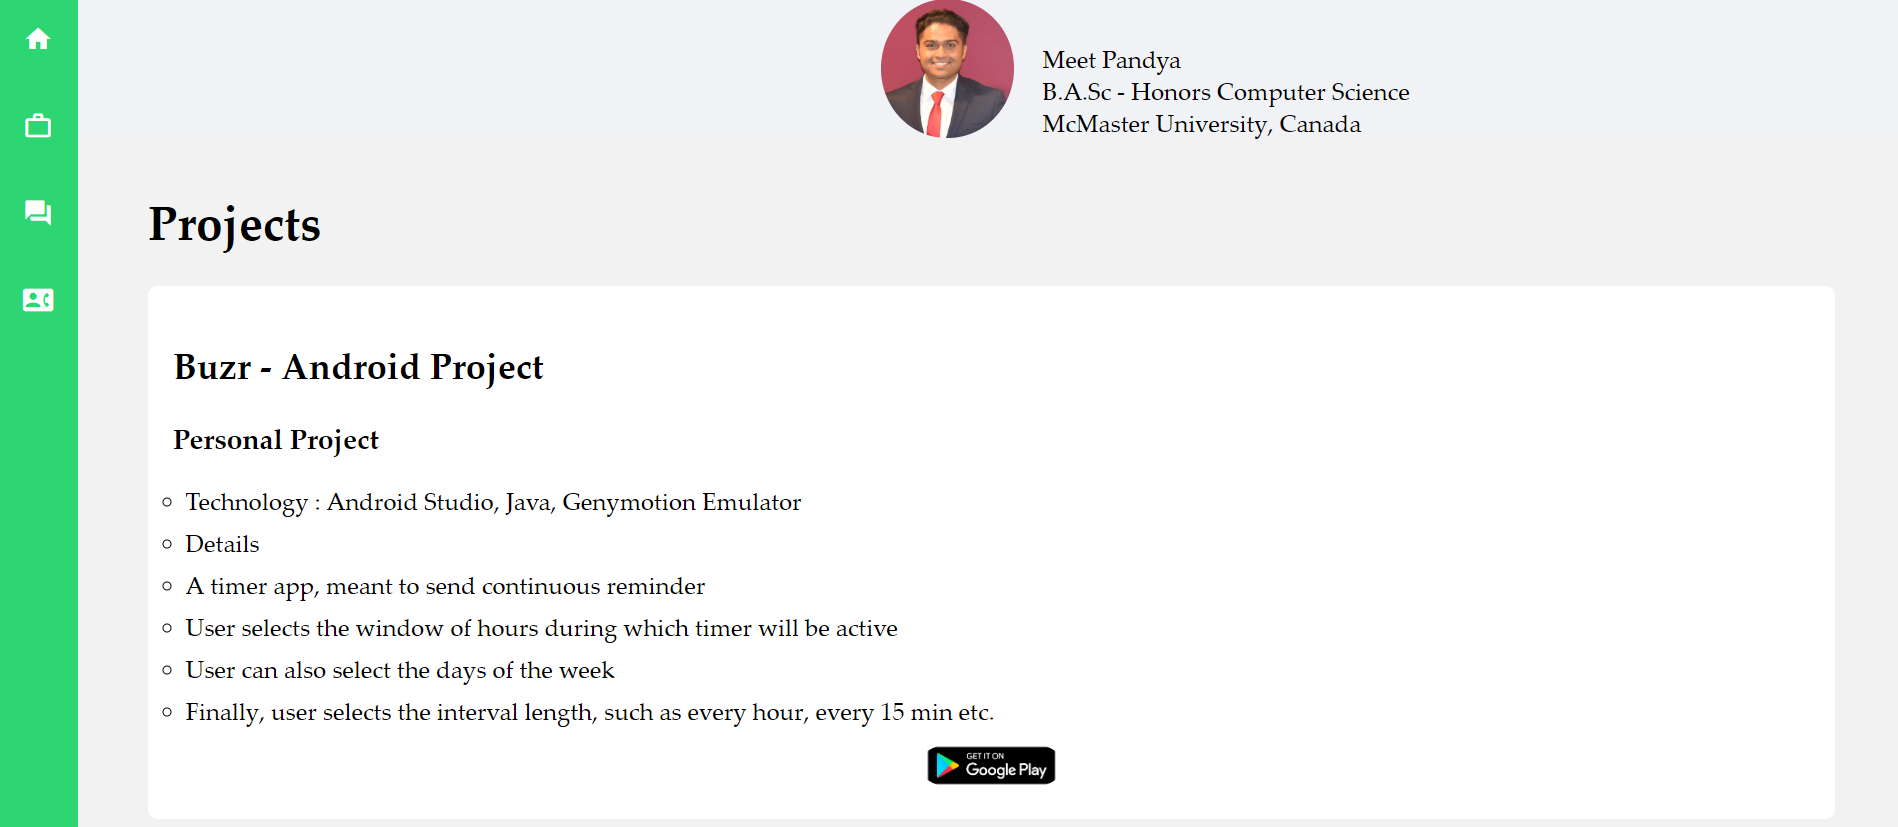 Meet Pandya
B.A.Sc - Honors Computer Science
McMaster University, Canada
Projects
Buzr - Android Project
Personal Project
Technology : Android Studio, Java, Genymotion Emulator
Details
A timer app, meant to send continuous reminder
User selects the window of hours during which timer will be active
User can also select the days of the week
Finally, user selects the interval length, such as every hour, every 15 min etc.
GET IT ON
Google Play